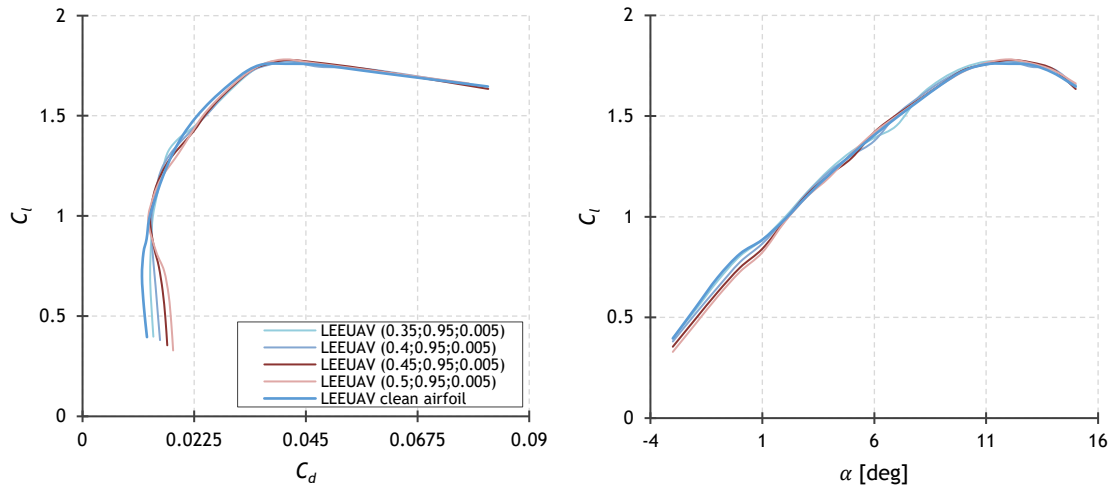 2
1.5
1
0.5
0
C_l
LEEUAV (0.35;0.95;0.005)
LEEUAV (0.4;0.95;0.005)
LEEUAV (0.45;0.95;0.005)
LEEUAV (0.5;0.95;0.005)
LEEUAV clean airfoil
0 0.0225 0.045 0.0675 0.09
C_d
2
1.5
1
0.5
0
C_l
-4 1 6 11 16
α [deg]